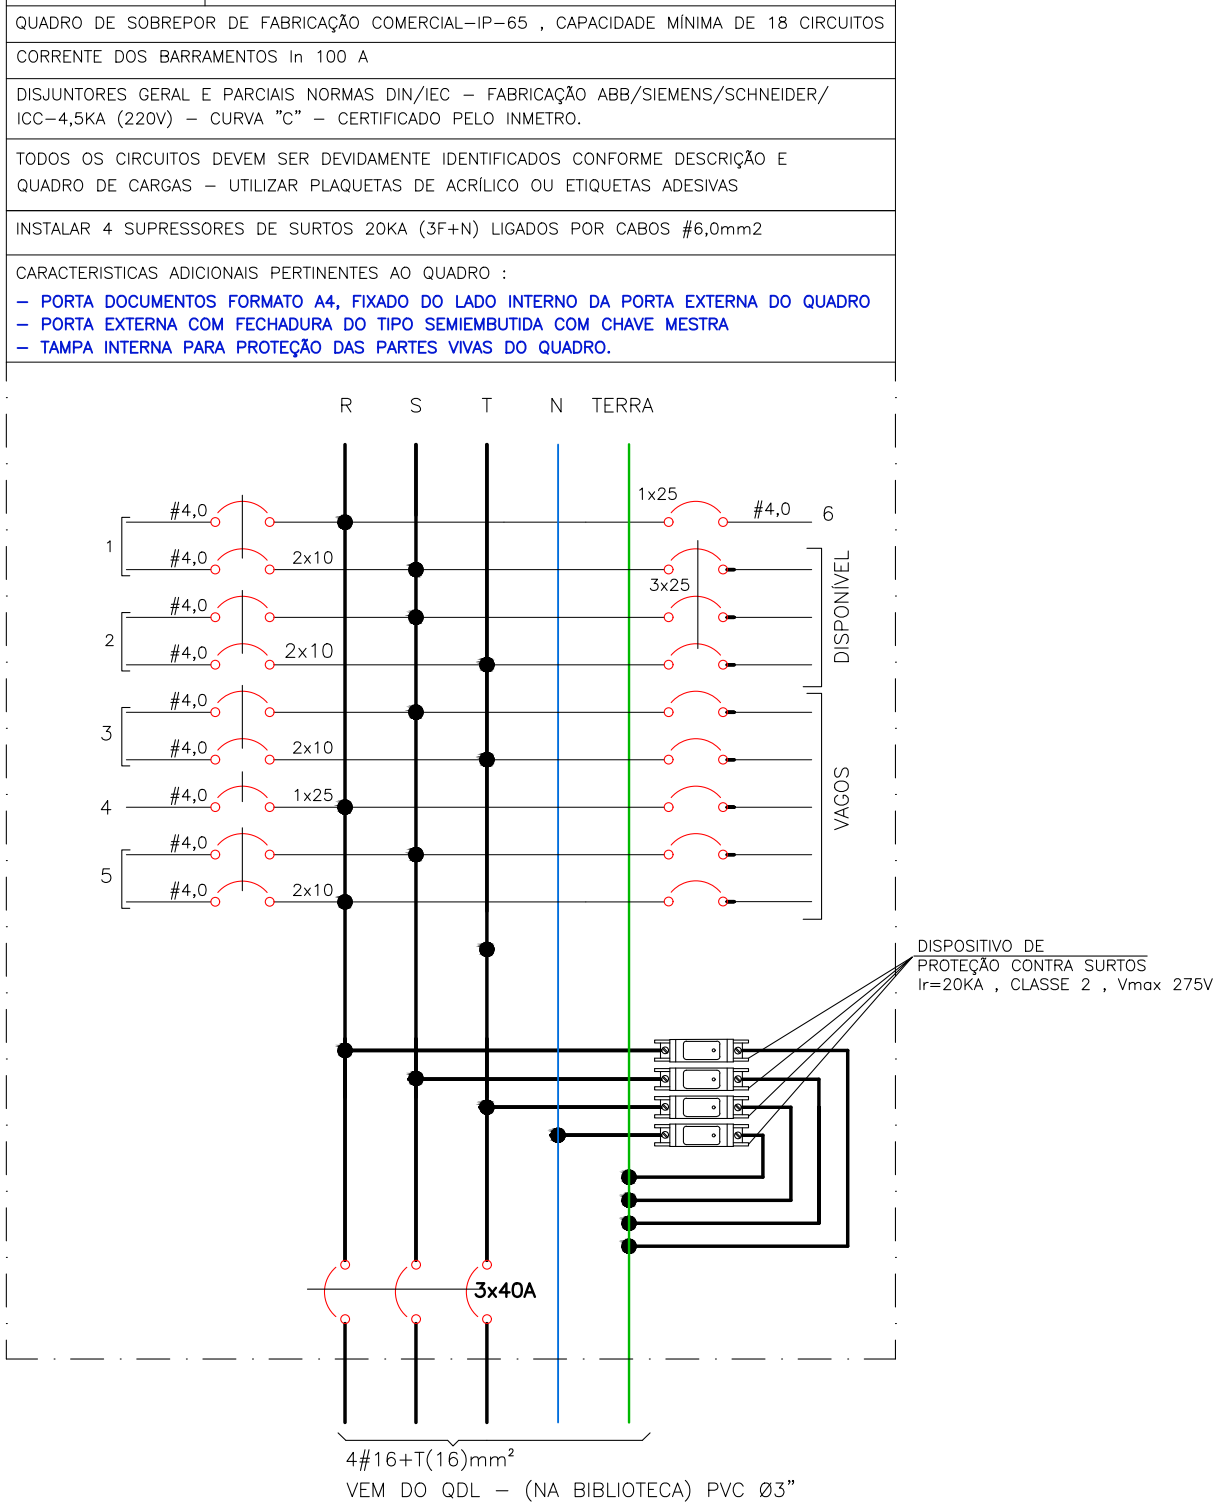 QUADRO DE SOBREPOR DE FABRICAÇÃO COMERCIAL-IP-65 , CAPACIDADE MÍNIMA DE 18 CIRCUITOS
CORRENTE DOS BARRAMENTOS In 100 A
DISJUNTORES GERAL E PARCIAIS NORMAS DIN/IEC – FABRICAÇÃO ABB/SIEMENS/SCHNEIDER/
ICC-4,5KA (220V) – CURVA "C" – CERTIFICADO PELO INMETRO.
TODOS OS CIRCUITOS DEVEM SER DEVIDAMENTE IDENTIFICADOS CONFORME DESCRIÇÃO E
QUADRO DE CARGAS – UTILIZAR PLAQUETAS DE ACRÍLICO OU ETIQUETAS ADESIVAS
INSTALAR 4 SUPRESSORES DE SURTOS 20KA (3F+N) LIGADOS POR CABOS #6,0mm2
CARACTERISTICAS ADICIONAIS PERTINENTES AO QUADRO :
– PORTA DOCUMENTOS FORMATO A4, FIXADO DO LADO INTERNO DA PORTA EXTERNA DO QUADRO
– PORTA EXTERNA COM FECHADURA DO TIPO SEMIEMBUTIDA COM CHAVE MESTRA
– TAMPA INTERNA PARA PROTEÇÃO DAS PARTES VIVAS DO QUADRO.
R S T N TERRA
1x25
#4,0 #4,0 6
1
#4,0 2x10
3x25
DISPONÍVEL
#4,0
2
#4,0 2x10
#4,0
3
#4,0 2x10
VAGOS
4 #4,0 1x25
#4,0
5
#4,0 2x10
DISPOSITIVO DE
PROTEÇÃO CONTRA SURTOS
Ir=20KA , CLASSE 2 , Vmax 275V
3x40A
4#16+T(16)mm²
VEM DO QDL – (NA BIBLIOTECA) PVC Ø3"